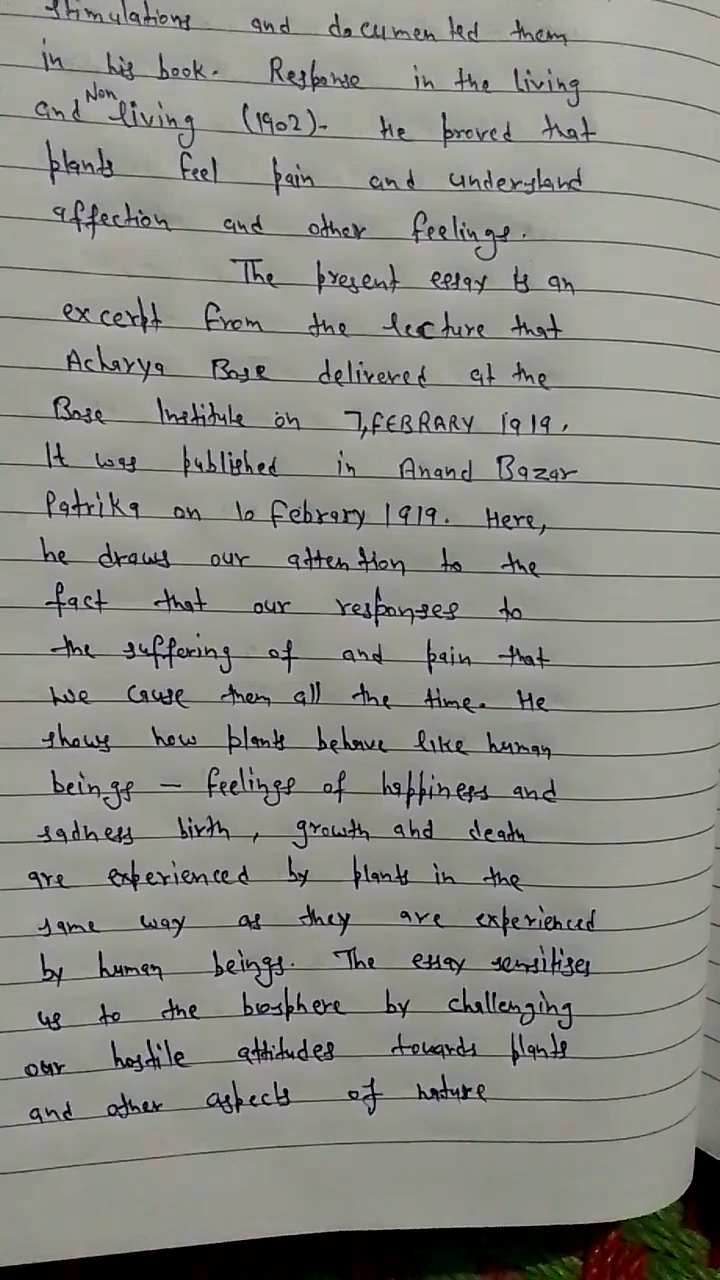 stimulations and documented them
in his book. Response in the living
and Non living (1902)- He proved that
plants feel pain and understand
affection and other feelings.
The present essay is an
excerpt from the lecture that
Acharya Bose delivered at the
Bose Institute on 7,FEBRARY 1919.
It was published in Anand Bazar
Patrika on 10 Febrary 1919. Here,
he draws our attention to the
fact that our responses to
the suffering of and pain that
we cause them all the time. He
shows how plants behave like human
beings - feelings of happiness and
sadness birth, growth and death
are experienced by plants in the
same way as they are experienced
by human beings. The essay sensitises
us to the biosphere by challenging
our hostile attitudes towards plants
and other aspects of nature